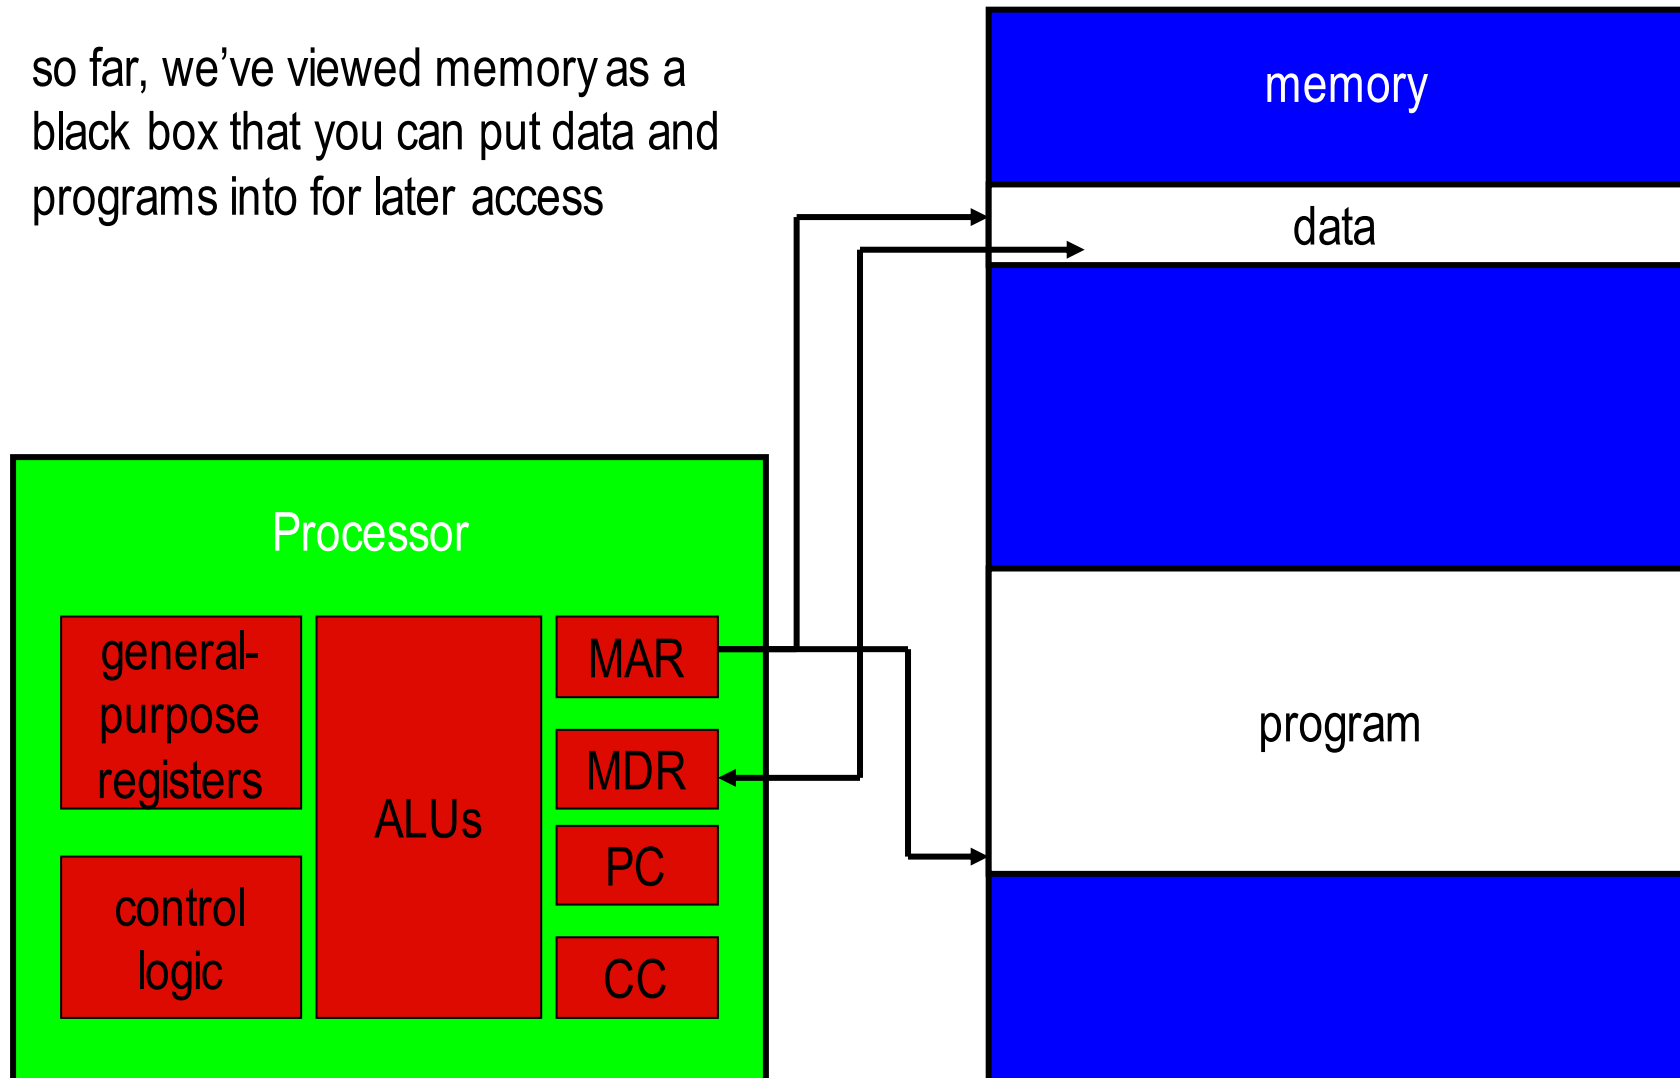 so far, we've viewed memory as a
black box that you can put data and
programs into for later access
memory
data
Processor
general-
purpose
registers
ALUs
MAR
MDR
PC
CC
control
logic
program